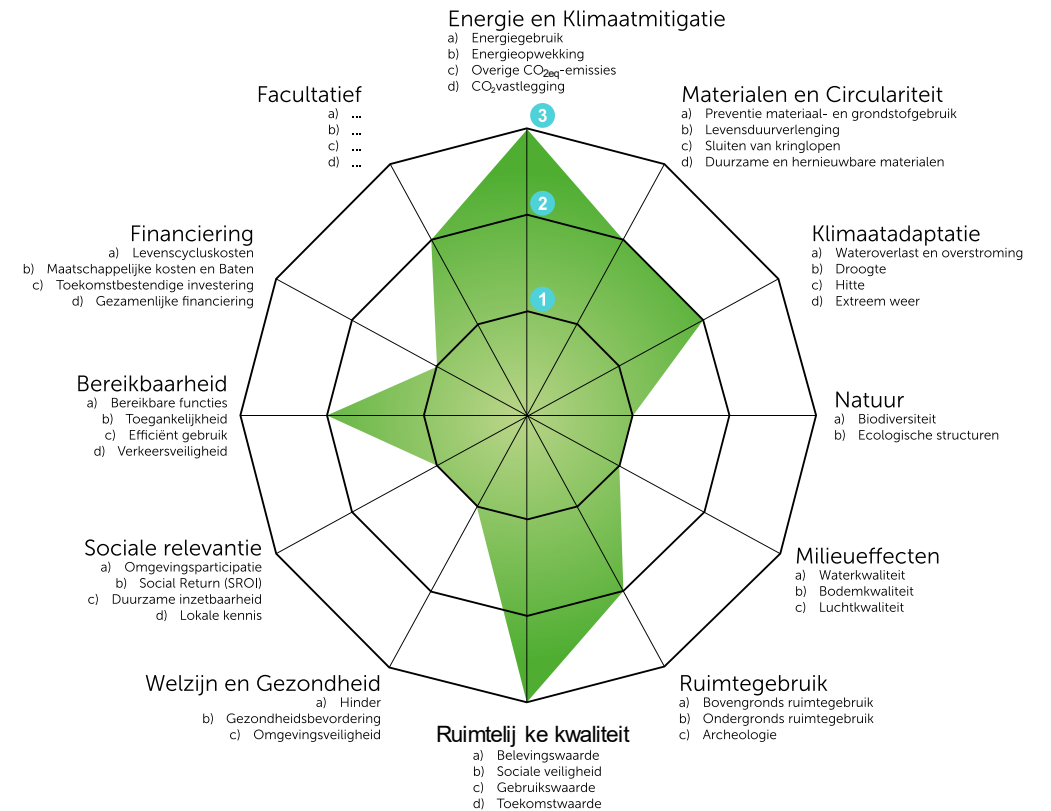 Energie en Klimaatmitigatie
a) Energiegebruik
b) Energieopwekking
c) Overige CO2eq-emissies
d) CO2vastlegging
Facultatief
a) ...
b) ...
c) ...
d) ...
3
Materialen en Circulariteit
a) Preventie materiaal- en grondstofgebruik
b) Levensduurverlenging
c) Sluiten van kringlopen
d) Duurzame en hernieuwbare materialen
2
Financiering
a) Levenscycluskosten
b) Maatschappelijke kosten en Baten
c) Toekomstbestendige investering
d) Gezamenlijke financiering
Klimaatadaptatie
a) Wateroverlast en overstroming
b) Droogte
c) Hitte
d) Extreem weer
1
Bereikbaarheid
a) Bereikbare functies
b) Toegankelijkheid
c) Efficiënt gebruik
d) Verkeersveiligheid
Natuur
a) Biodiversiteit
b) Ecologische structuren
Sociale relevantie
a) Omgevingsparticipatie
b) Social Return (SROI)
c) Duurzame inzetbaarheid
d) Lokale kennis
Milieueffecten
a) Waterkwaliteit
b) Bodemkwaliteit
c) Luchtkwaliteit
Welzijn en Gezondheid
a) Hinder
b) Gezondheidsbevordering
c) Omgevingsveiligheid
Ruimtegebruik
a) Bovengronds ruimtegebruik
b) Ondergronds ruimtegebruik
c) Archeologie
Ruimtelij ke kwaliteit
a) Belevingswaarde
b) Sociale veiligheid
c) Gebruikswaarde
d) Toekomstwaarde